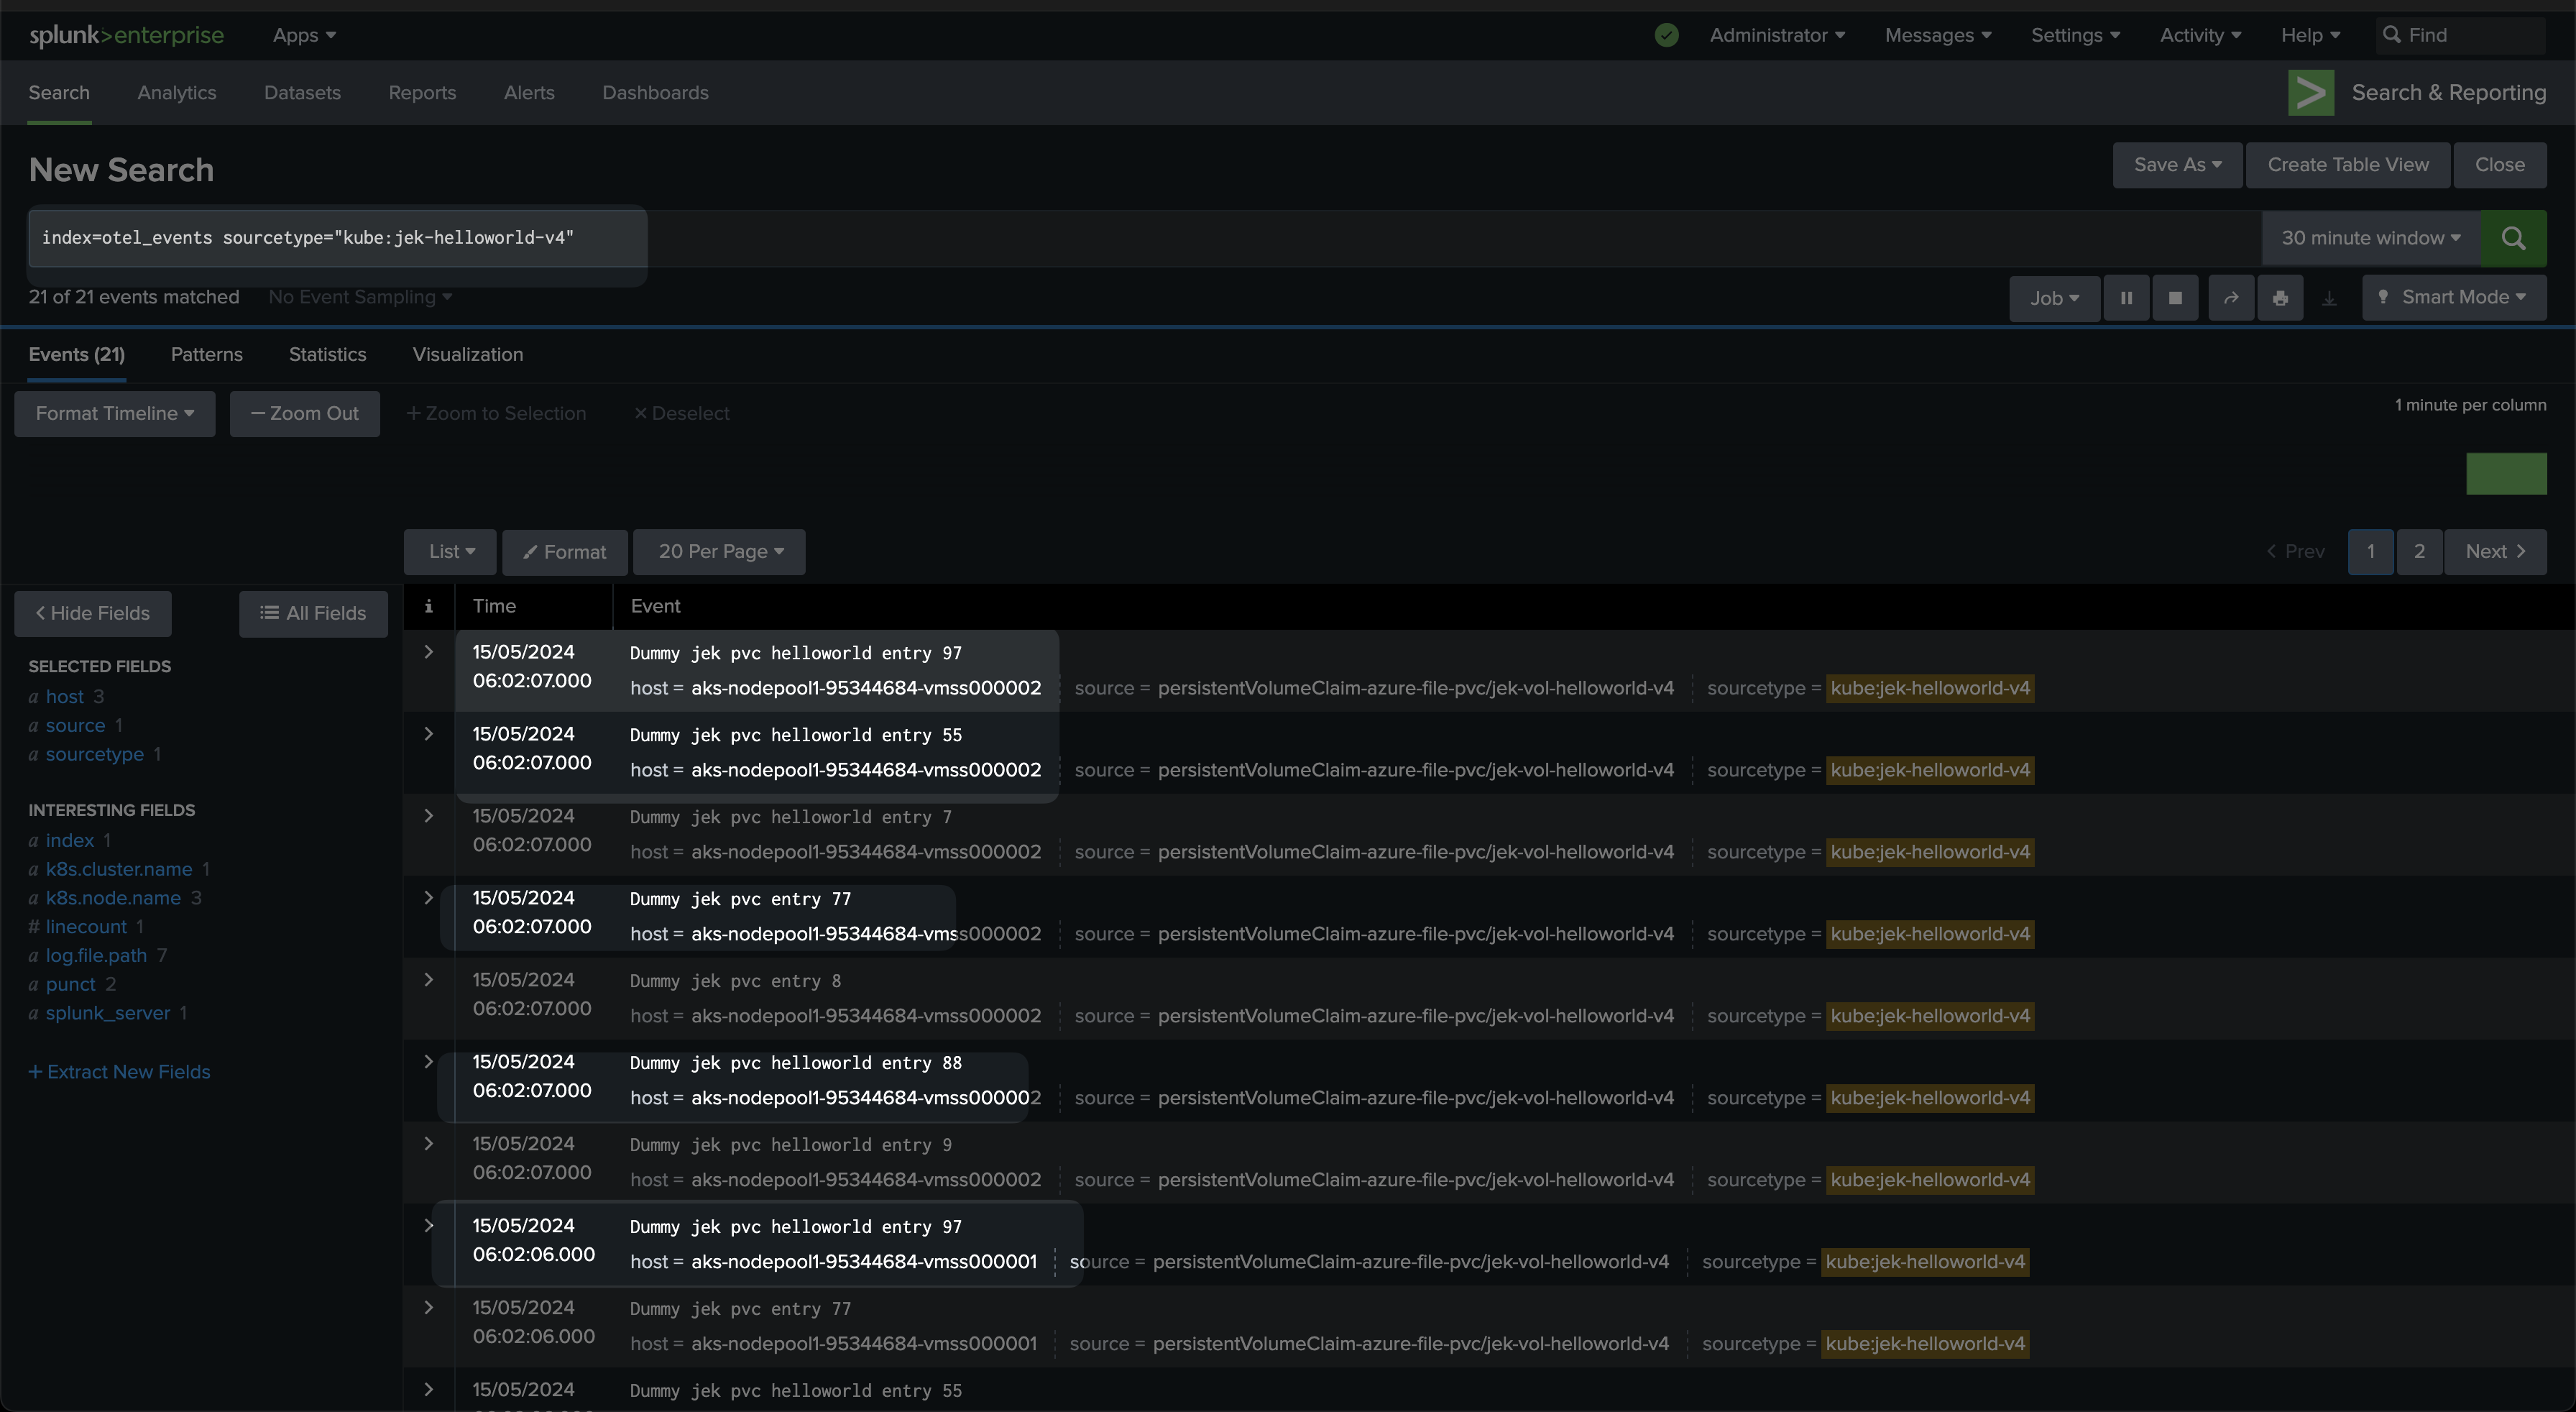 splunk>enterprise Apps Administrator Messages Settings Activity Help Find
Search Analytics Datasets Reports Alerts Dashboards Search & Reporting
New Search Save As Create Table View Close
index=otel_events sourcetype="kube:jek-helloworld-v4" 30 minute window
21 of 21 events matched No Event Sampling Job Smart Mode
Events (21) Patterns Statistics Visualization
Format Timeline — Zoom Out + Zoom to Selection × Deselect 1 minute per column
List Format 20 Per Page < Prev 1 2 Next >
< Hide Fields All Fields
SELECTED FIELDS
a host 3
a source 1
a sourcetype 1
INTERESTING FIELDS
a index 1
a k8s.cluster.name 1
a k8s.node.name 3
# linecount 1
a log.file.path 7
a punct 2
a splunk_server 1
+ Extract New Fields
i Time Event
> 15/05/2024 Dummy jek pvc helloworld entry 97
06:02:07.000 host = aks-nodepool1-95344684-vmss000002 source = persistentVolumeClaim-azure-file-pvc/jek-vol-helloworld-v4 sourcetype = kube:jek-helloworld-v4
> 15/05/2024 Dummy jek pvc helloworld entry 55
06:02:07.000 host = aks-nodepool1-95344684-vmss000002 source = persistentVolumeClaim-azure-file-pvc/jek-vol-helloworld-v4 sourcetype = kube:jek-helloworld-v4
> 15/05/2024 Dummy jek pvc helloworld entry 7
06:02:07.000 host = aks-nodepool1-95344684-vmss000002 source = persistentVolumeClaim-azure-file-pvc/jek-vol-helloworld-v4 sourcetype = kube:jek-helloworld-v4
> 15/05/2024 Dummy jek pvc entry 77
06:02:07.000 host = aks-nodepool1-95344684-vmss000002 source = persistentVolumeClaim-azure-file-pvc/jek-vol-helloworld-v4 sourcetype = kube:jek-helloworld-v4
> 15/05/2024 Dummy jek pvc entry 8
06:02:07.000 host = aks-nodepool1-95344684-vmss000002 source = persistentVolumeClaim-azure-file-pvc/jek-vol-helloworld-v4 sourcetype = kube:jek-helloworld-v4
> 15/05/2024 Dummy jek pvc helloworld entry 88
06:02:07.000 host = aks-nodepool1-95344684-vmss000002 source = persistentVolumeClaim-azure-file-pvc/jek-vol-helloworld-v4 sourcetype = kube:jek-helloworld-v4
> 15/05/2024 Dummy jek pvc helloworld entry 9
06:02:07.000 host = aks-nodepool1-95344684-vmss000002 source = persistentVolumeClaim-azure-file-pvc/jek-vol-helloworld-v4 sourcetype = kube:jek-helloworld-v4
> 15/05/2024 Dummy jek pvc helloworld entry 97
06:02:06.000 host = aks-nodepool1-95344684-vmss000001 source = persistentVolumeClaim-azure-file-pvc/jek-vol-helloworld-v4 sourcetype = kube:jek-helloworld-v4
> 15/05/2024 Dummy jek pvc entry 77
06:02:06.000 host = aks-nodepool1-95344684-vmss000001 source = persistentVolumeClaim-azure-file-pvc/jek-vol-helloworld-v4 sourcetype = kube:jek-helloworld-v4
> 15/05/2024 Dummy jek pvc helloworld entry 55